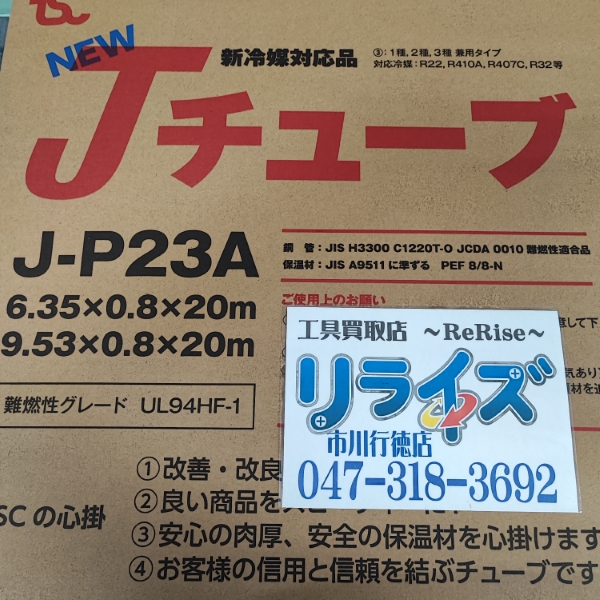 NEW
Jチューブ
新冷媒対応品
③:1種,2種,3種 兼用タイプ
対応冷媒:R22,R410A,R407C,R32等
J-P23A
6.35×0.8×20m
9.53×0.8×20m
銅 管:JIS H3300 C1220T-O JCDA 0010 難燃性適合品
保温材:JIS A9511に準ずる PEF 8/8-N
ご使用上のお願い
難燃性グレード UL94HF-1
工具買取店 ～ReRise～
リライズ
市川行徳店
047-318-3692
SCの心掛
①改善・改良
②良い商品を
③安心の肉厚、安全の保温材を心掛けます
④お客様の信用と信頼を結ぶチューブです